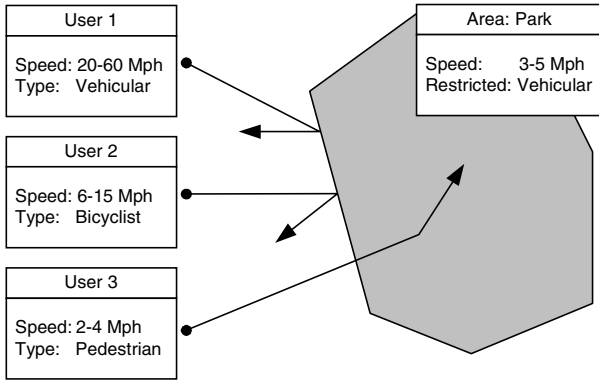 User 1
Speed: 20-60 Mph
Type: Vehicular
User 2
Speed: 6-15 Mph
Type: Bicyclist
User 3
Speed: 2-4 Mph
Type: Pedestrian
Area: Park
Speed: 3-5 Mph
Restricted: Vehicular